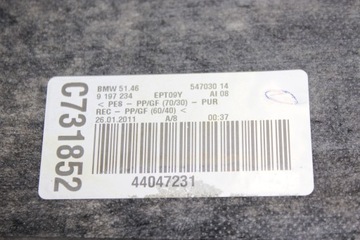 BMW 51.46 547030 14
9 197 234 EPT09Y AI 08
< PES - PP/GF (70/30) - PUR
REC - PP/GF (60/40) <
26.01.2011 A/8 00:37
44047231
C731852